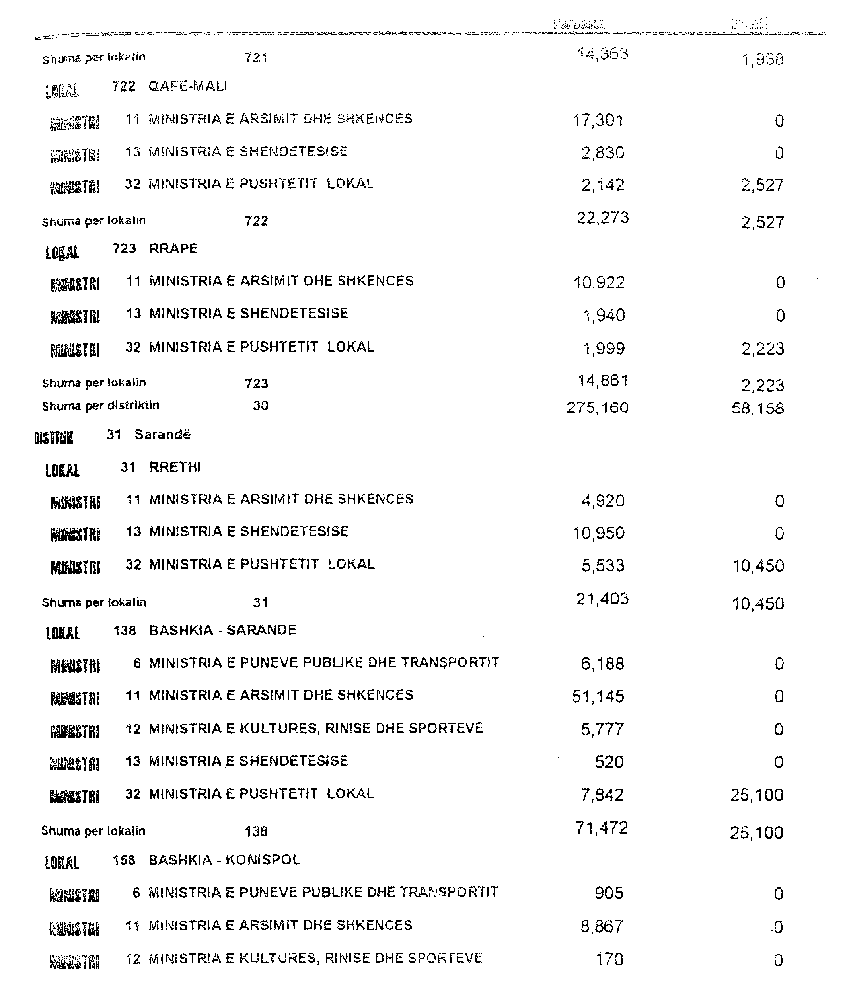 Shuma per lokalin 721 14,363 1,938
LOKAL 722 QAFE-MALI
MINISTRI 11 MINISTRIA E ARSIMIT DHE SHKENCES 17,301 0
MINISTRI 13 MINISTRIA E SHENDETESISE 2,830 0
MINISTRI 32 MINISTRIA E PUSHTETIT LOKAL 2,142 2,527
Shuma per lokalin 722 22,273 2,527
LOKAL 723 RRAPE
MINISTRI 11 MINISTRIA E ARSIMIT DHE SHKENCES 10,922 0
MINISTRI 13 MINISTRIA E SHENDETESISE 1,940 0
MINISTRI 32 MINISTRIA E PUSHTETIT LOKAL 1,999 2,223
Shuma per lokalin 723 14,861 2,223
Shuma per distriktin 30 275,160 58,158
DISTRIK 31 Sarandë
LOKAL 31 RRETHI
MINISTRI 11 MINISTRIA E ARSIMIT DHE SHKENCES 4,920 0
MINISTRI 13 MINISTRIA E SHENDETESISE 10,950 0
MINISTRI 32 MINISTRIA E PUSHTETIT LOKAL 5,533 10,450
Shuma per lokalin 31 21,403 10,450
LOKAL 138 BASHKIA - SARANDE
MINISTRI 6 MINISTRIA E PUNEVE PUBLIKE DHE TRANSPORTIT 6,188 0
MINISTRI 11 MINISTRIA E ARSIMIT DHE SHKENCES 51,145 0
MINISTRI 12 MINISTRIA E KULTURES, RINISE DHE SPORTEVE 5,777 0
MINISTRI 13 MINISTRIA E SHENDETESISE 520 0
MINISTRI 32 MINISTRIA E PUSHTETIT LOKAL 7,842 25,100
Shuma per lokalin 138 71,472 25,100
LOKAL 156 BASHKIA - KONISPOL
MINISTRI 6 MINISTRIA E PUNEVE PUBLIKE DHE TRANSPORTIT 905 0
MINISTRI 11 MINISTRIA E ARSIMIT DHE SHKENCES 8,867 0
MINISTRI 12 MINISTRIA E KULTURES, RINISE DHE SPORTEVE 170 0